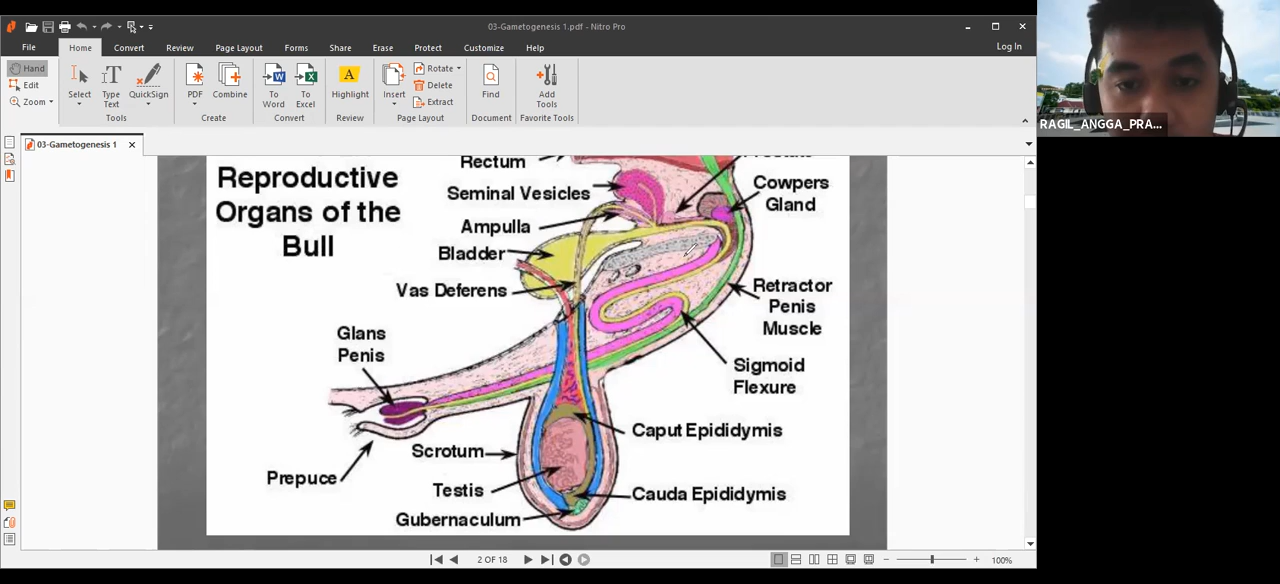 03-Gametogenesis 1.pdf - Nitro Pro
File Home Convert Review Page Layout Forms Share Erase Protect Customize Help Log In
Hand
Edit
Zoom
Select
Type Text
QuickSign
PDF
Combine
To Word
To Excel
Highlight
Insert
Rotate
Delete
Extract
Find
Add Tools
Tools Create Convert Review Page Layout Document Favorite Tools
03-Gametogenesis 1
RAGIL_ANGGA_PRA...
Reproductive
Organs of the
Bull
Rectum
Seminal Vesicles
Ampulla
Bladder
Vas Deferens
Cowpers
Gland
Retractor
Penis
Muscle
Sigmoid
Flexure
Glans
Penis
Prepuce
Scrotum
Testis
Gubernaculum
Caput Epididymis
Cauda Epididymis
2 OF 18
100%